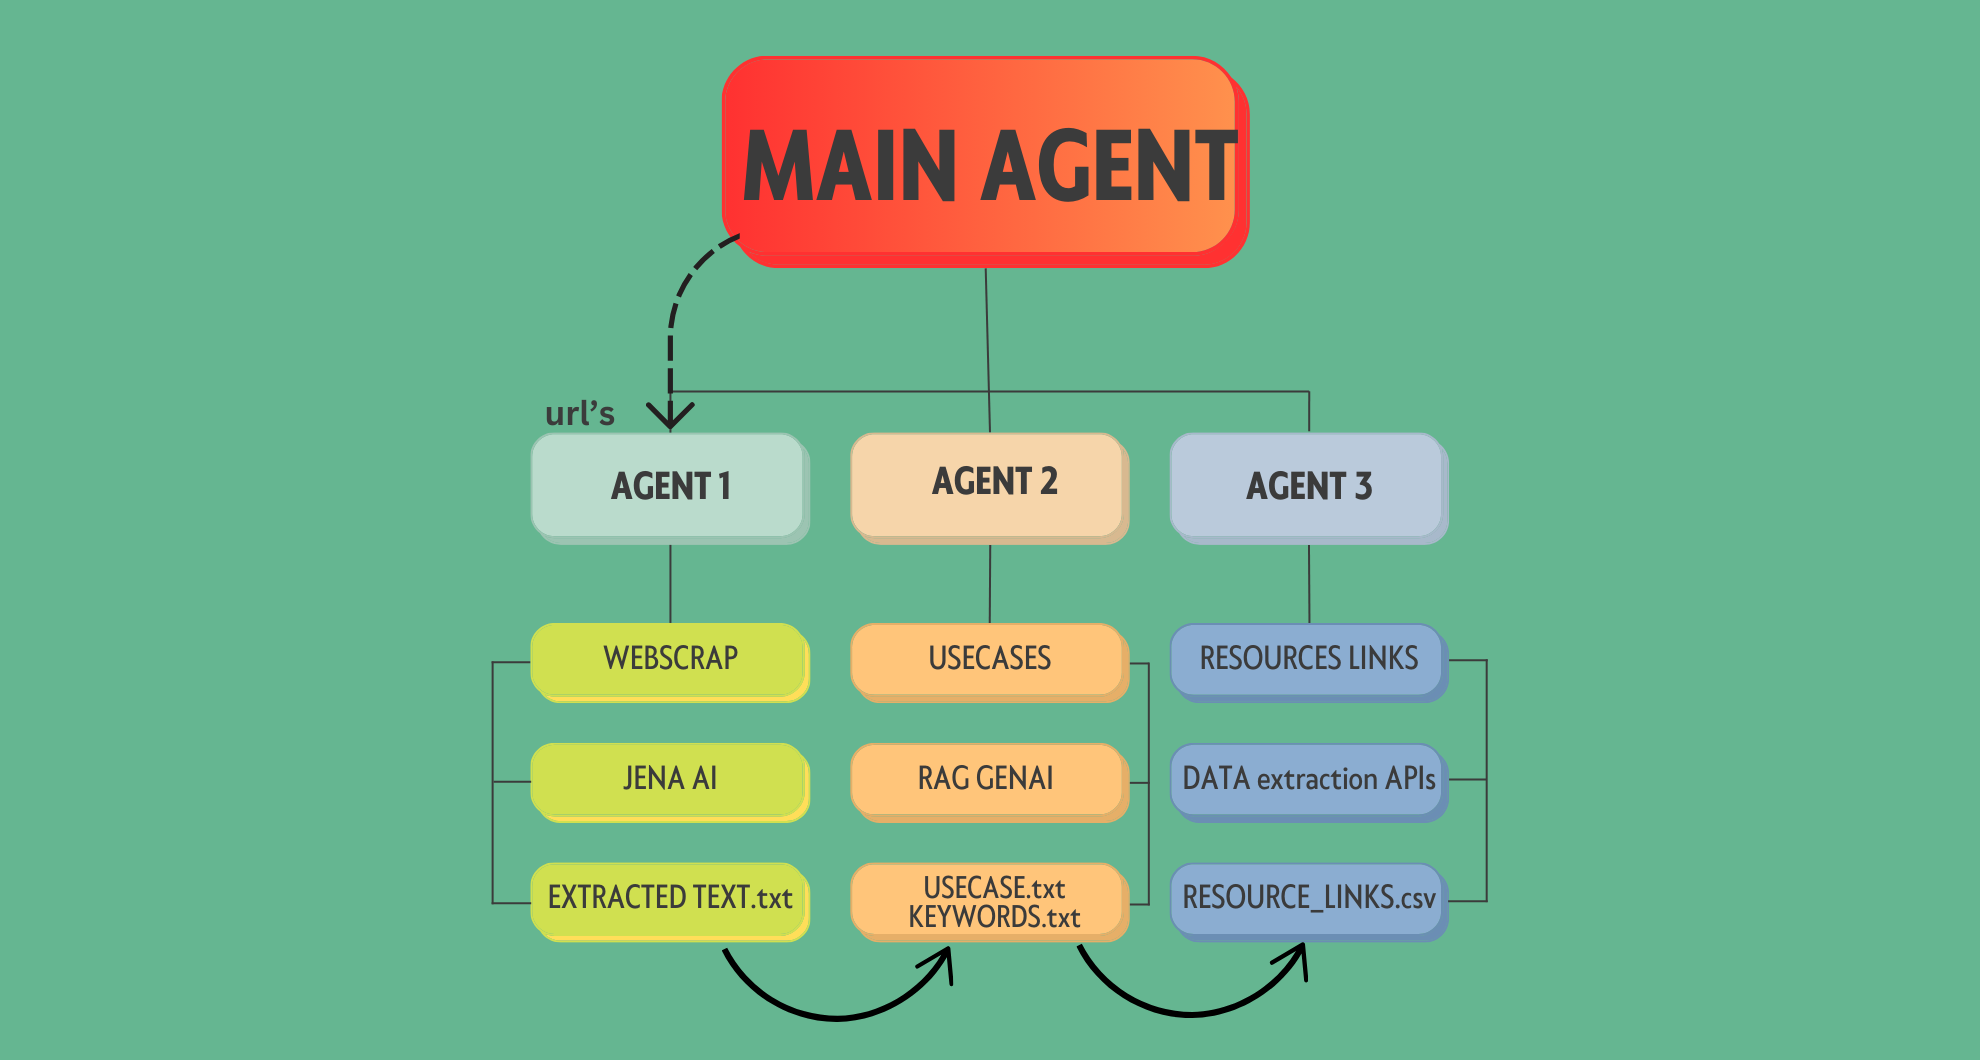 MAIN AGENT
url’s
AGENT 1
AGENT 2
AGENT 3
WEBSCRAP
USECASES
RESOURCES LINKS
JENA AI
RAG GENAI
DATA extraction APIs
EXTRACTED TEXT.txt
USECASE.txt
KEYWORDS.txt
RESOURCE_LINKS.csv